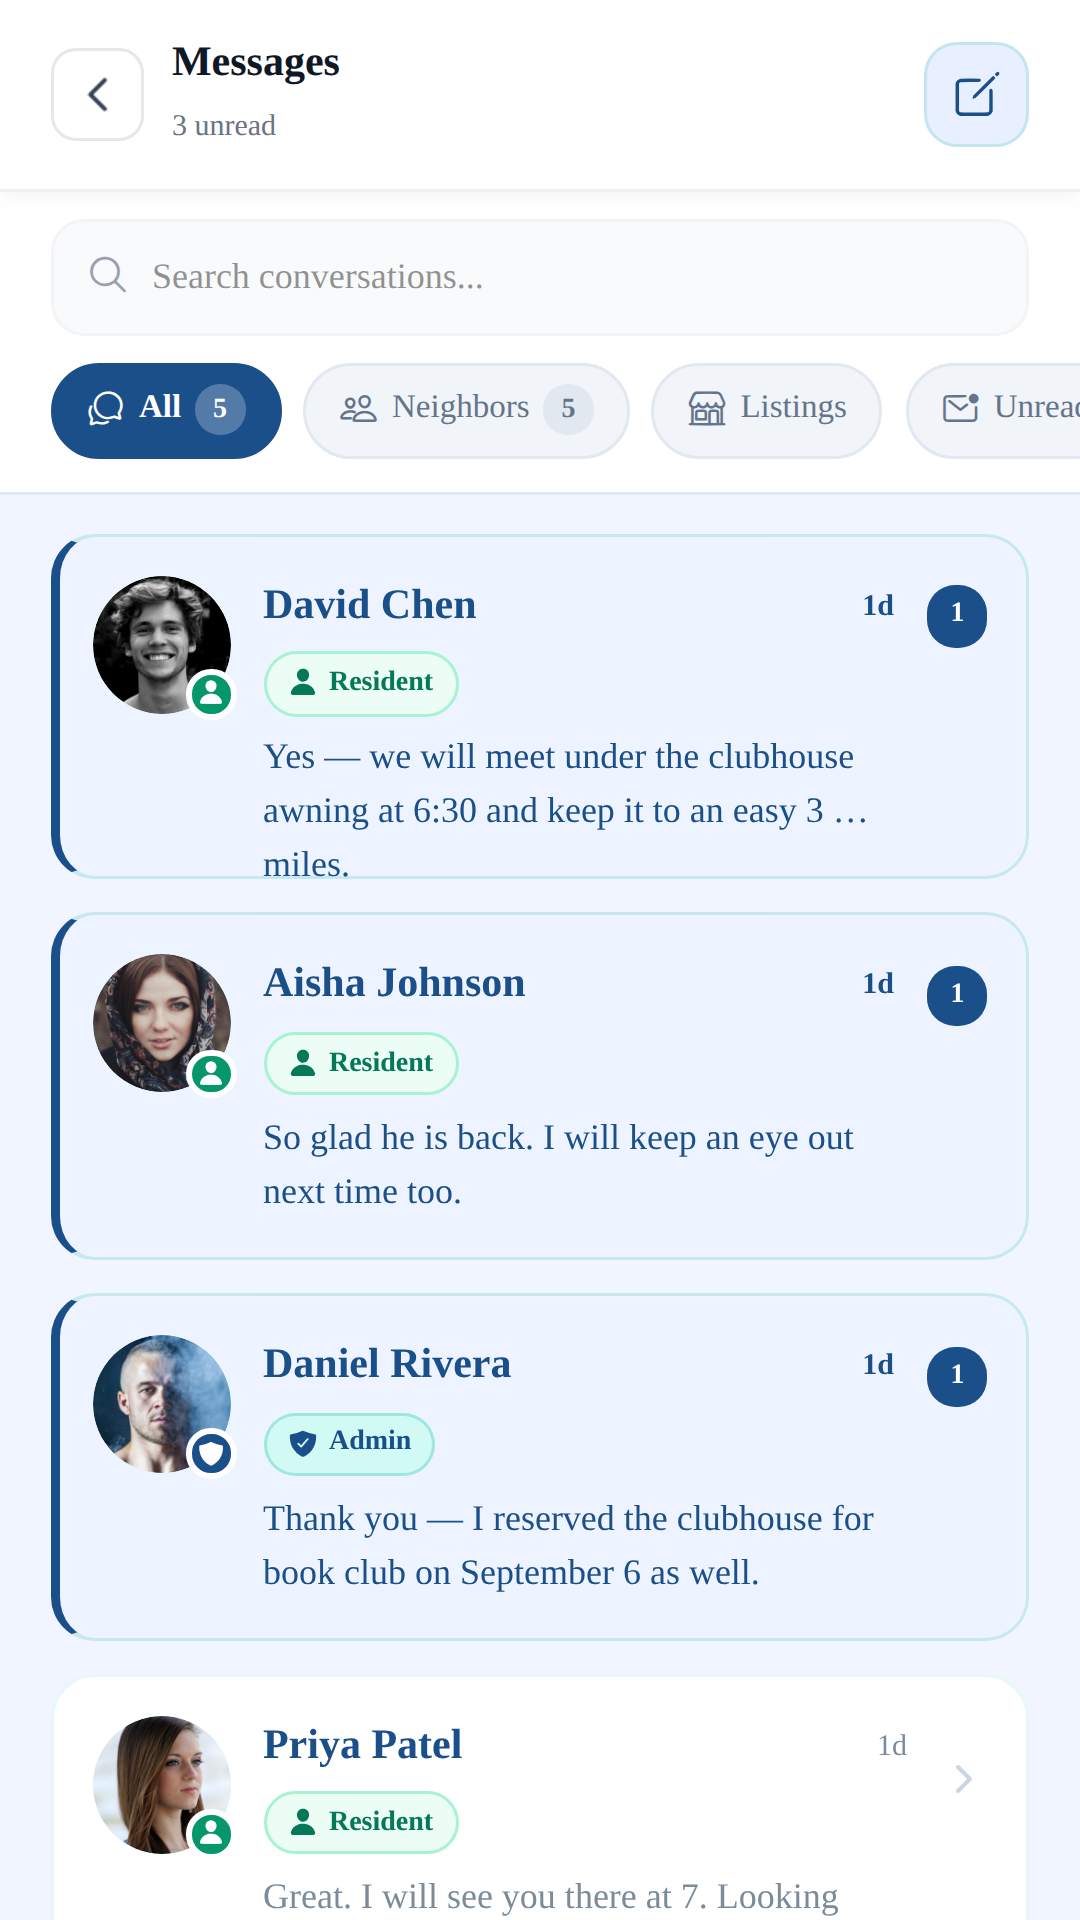 Messages
3 unread
Search conversations...
All 5
Neighbors 5
Listings
Unread
David Chen
1d
1
Resident
Yes — we will meet under the clubhouse
awning at 6:30 and keep it to an easy 3 …
miles.
Aisha Johnson
1d
1
Resident
So glad he is back. I will keep an eye out
next time too.
Daniel Rivera
1d
1
Admin
Thank you — I reserved the clubhouse for
book club on September 6 as well.
Priya Patel
1d
Resident
Great. I will see you there at 7. Looking